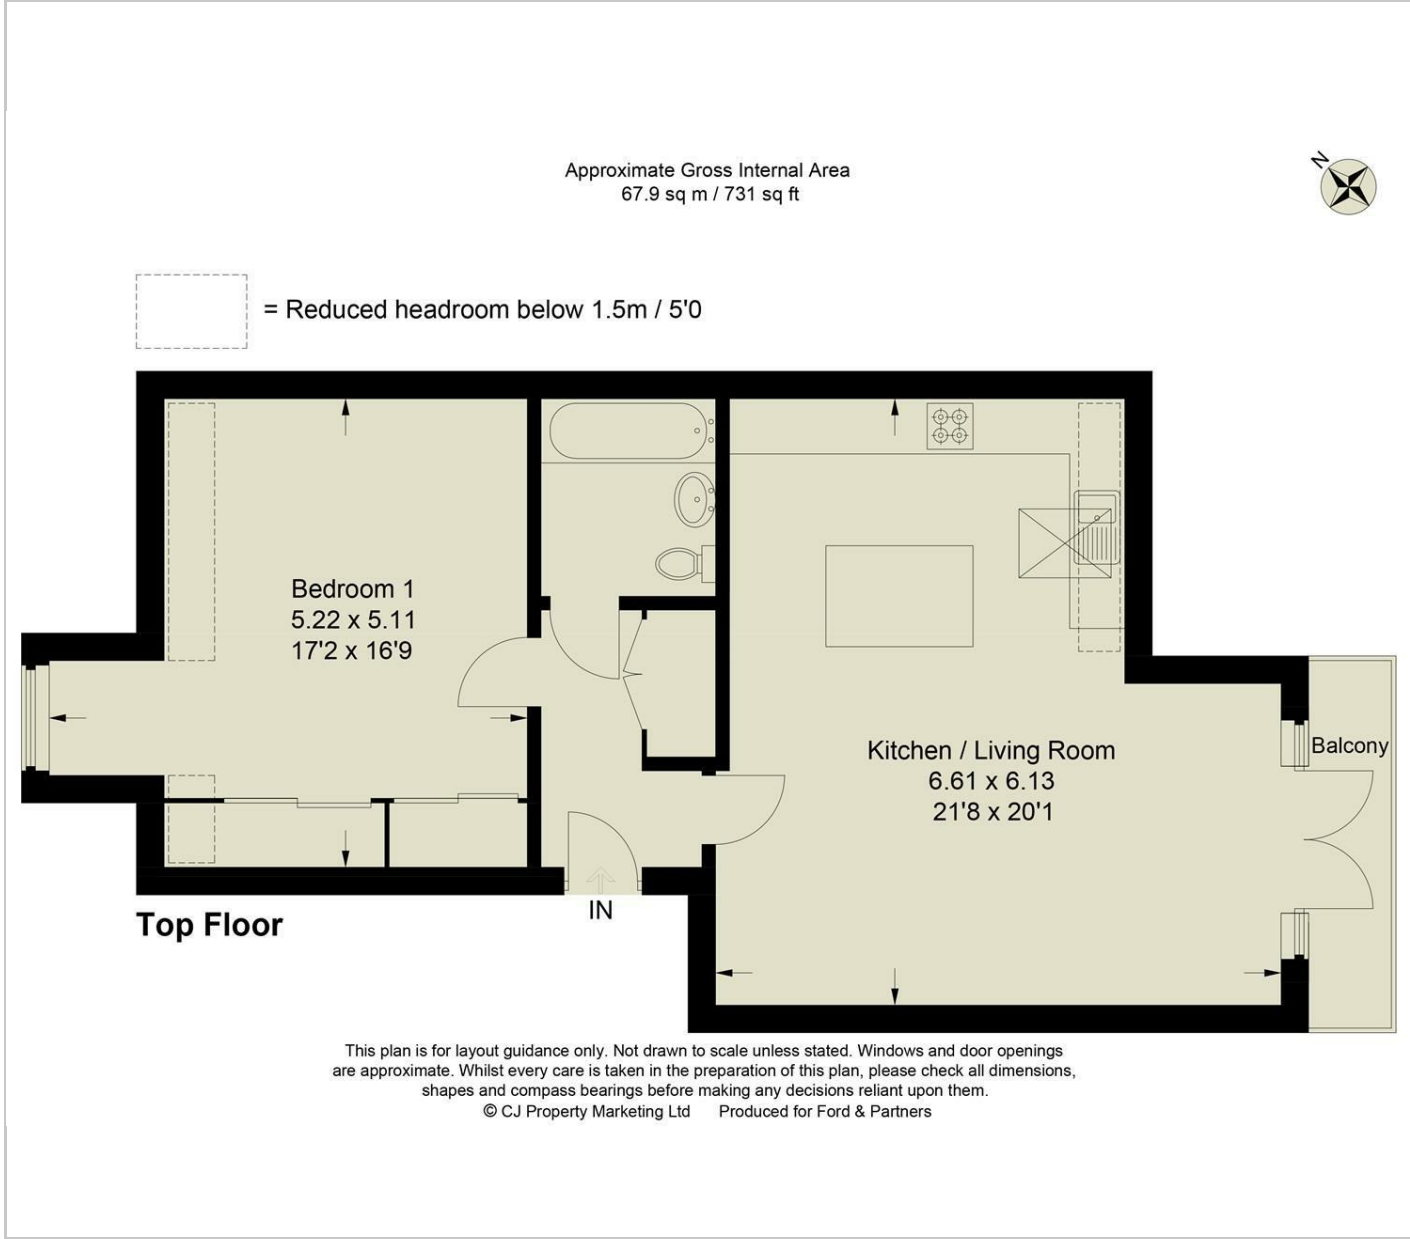 Approximate Gross Internal Area
67.9 sq m / 731 sq ft
N
= Reduced headroom below 1.5m / 5'0
Bedroom 1
5.22 x 5.11
17'2 x 16'9
Kitchen / Living Room
6.61 x 6.13
21'8 x 20'1
Balcony
IN
Top Floor
This plan is for layout guidance only. Not drawn to scale unless stated. Windows and door openings
are approximate. Whilst every care is taken in the preparation of this plan, please check all dimensions,
shapes and compass bearings before making any decisions reliant upon them.
© CJ Property Marketing Ltd Produced for Ford & Partners